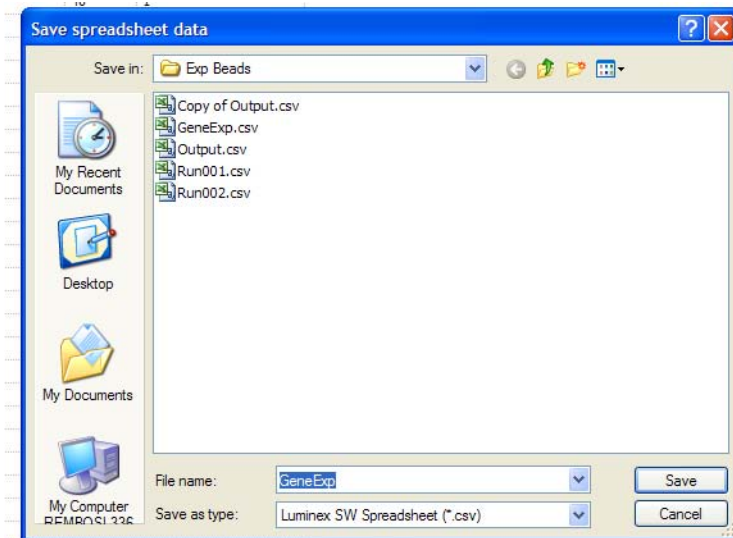 Save spreadsheet data
Save in: Exp Beads
Copy of Output.csv
GeneExp.csv
Output.csv
Run001.csv
Run002.csv
My Recent
Documents
Desktop
My Documents
My Computer
File name: GeneExp Save
Save as type: Luminex SW Spreadsheet (*.csv) Cancel